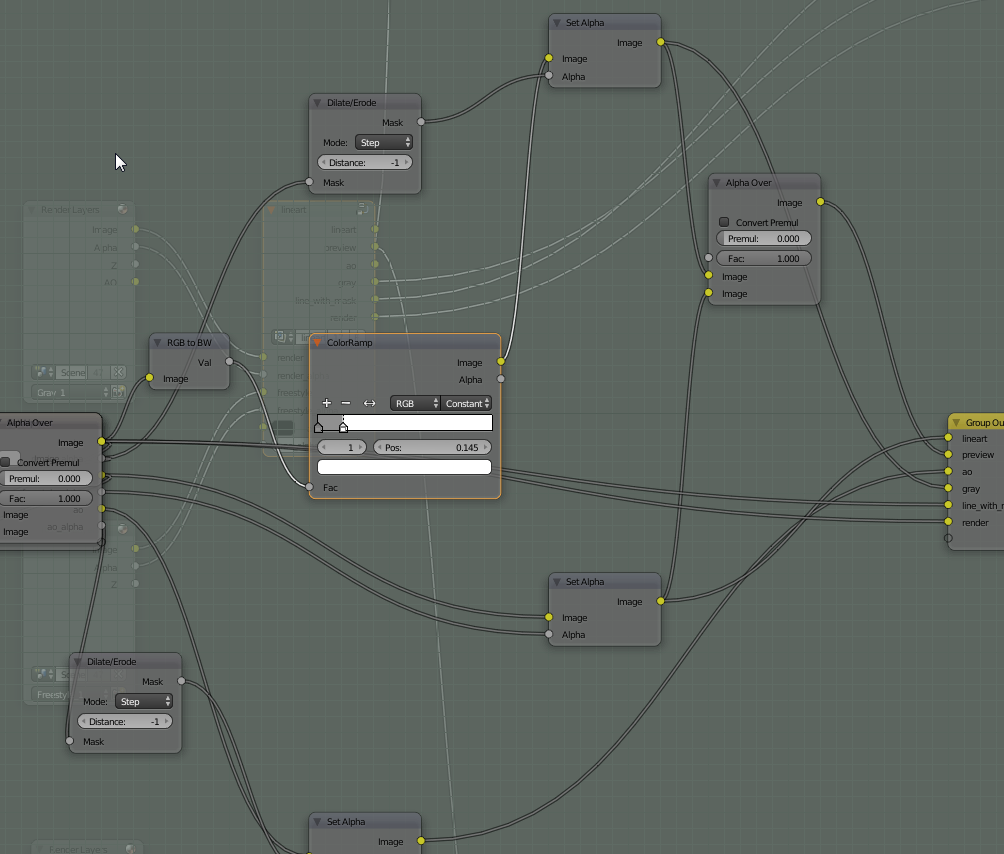 Set Alpha
Image
Image
Alpha
Dilate/Erode
Mask
Mode: Step
Distance: -1
Mask
Alpha Over
Image
Convert Premul
Premul: 0.000
Fac: 1.000
Image
Image
Render Layers
Image
Alpha
Z
AO
Scene
Gray 1
lineart
lineart
preview
ao
gray
line_with_mask
render
render
RGB to BW
Val
Image
ColorRamp
Image
Alpha
RGB Constant
1 Pos: 0.145
Fac
Alpha Over
Image
Convert Premul
Premul: 0.000
Fac: 1.000
Image
Image
ao
ao_alpha
Image
Alpha
Z
Group Ou
lineart
preview
ao
gray
line_with_
render
Set Alpha
Image
Image
Alpha
Dilate/Erode
Mask
Mode: Step
Distance: -1
Mask
Set Alpha
Image
Render Layers